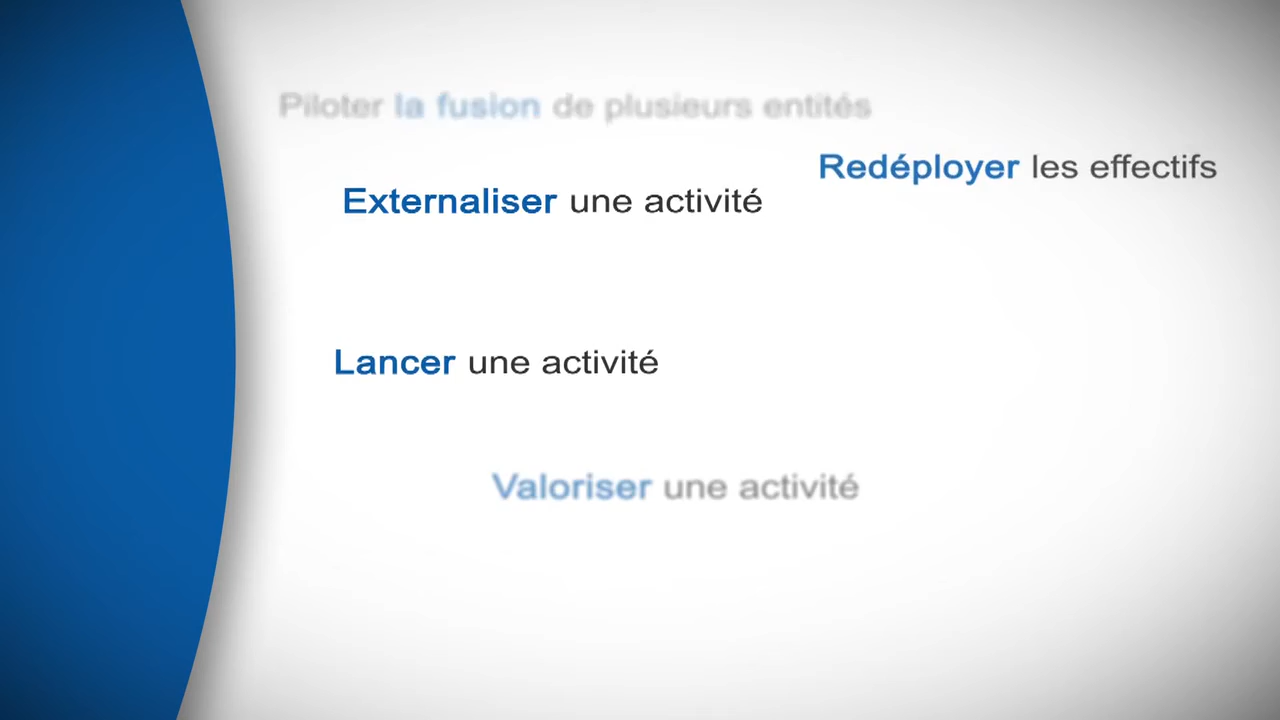 Piloter la fusion de plusieurs entités
Redéployer les effectifs
Externaliser une activité
Lancer une activité
Valoriser une activité